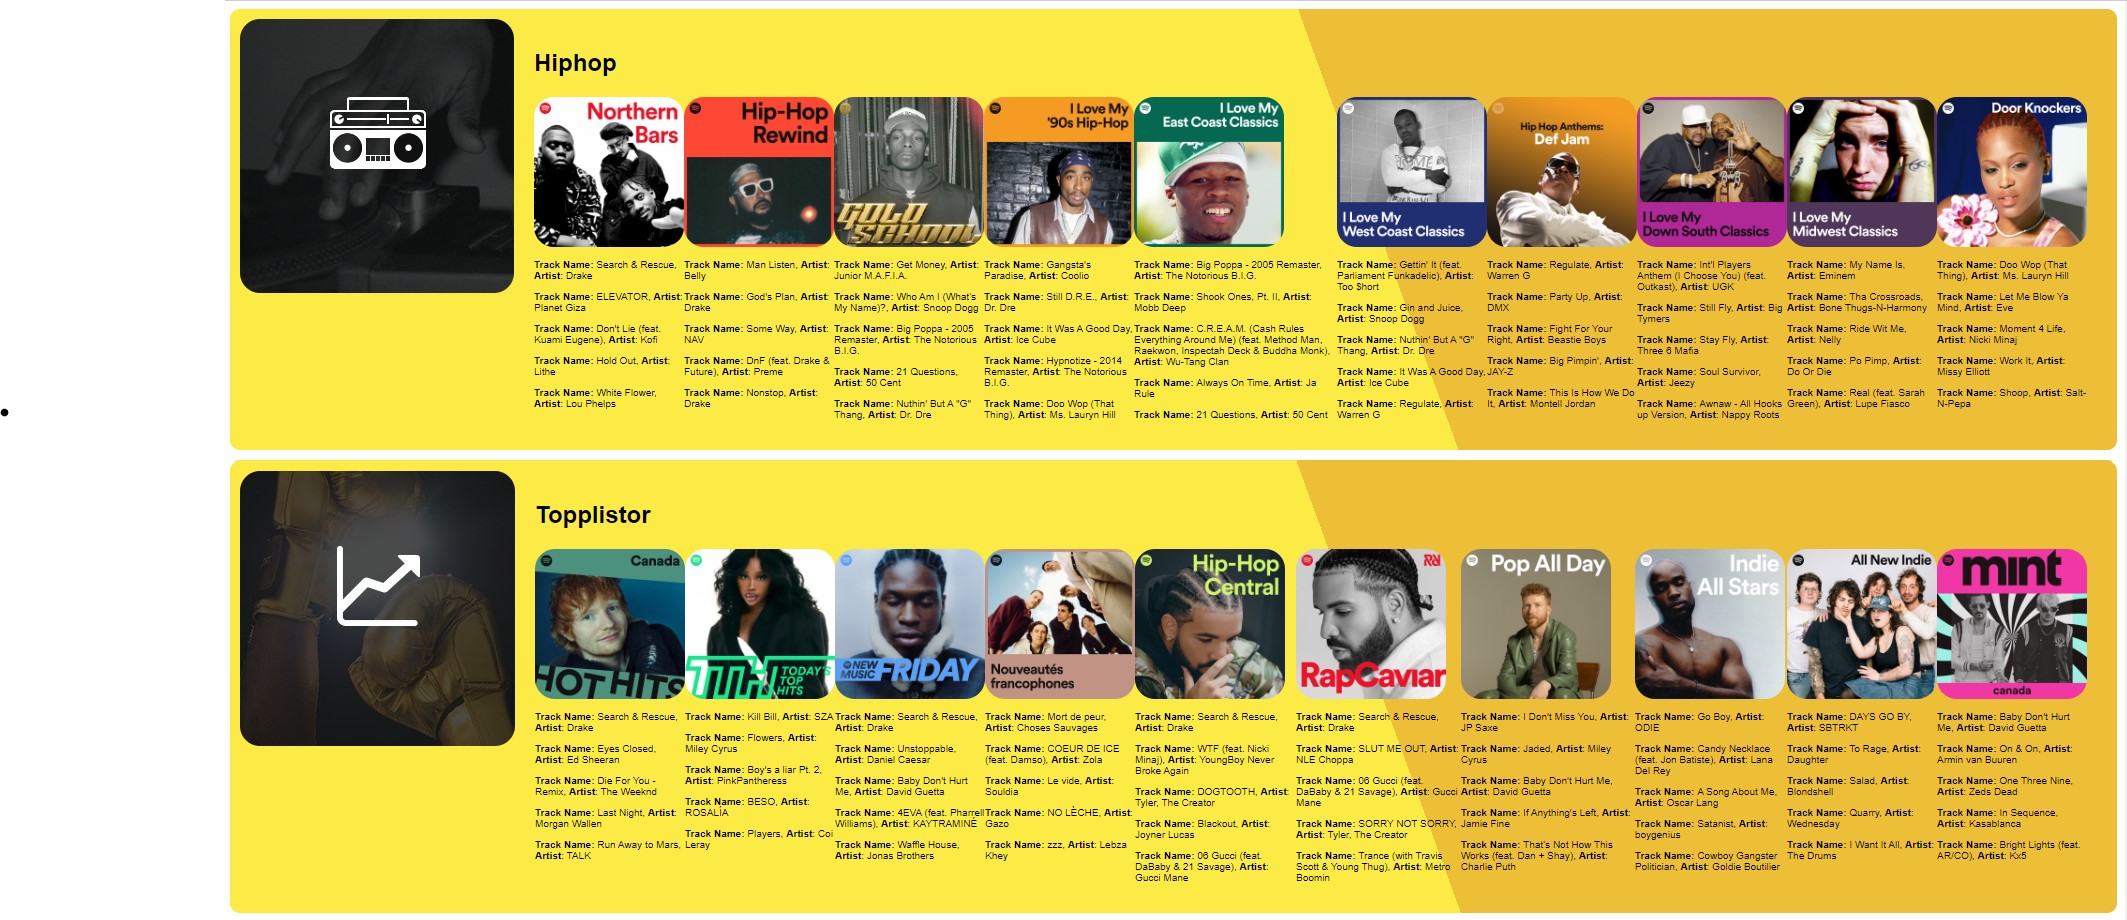 Hiphop
Northern
Bars
Hip-Hop
Rewind
GOLD
SCHOOL
I Love My
'90s Hip-Hop
I Love My
East Coast Classics
I Love My
West Coast Classics
Hip Hop Anthems:
Def Jam
I Love My
Down South Classics
I Love My
Midwest Classics
Door Knockers
Track Name: Search & Rescue,
Artist: Drake
Track Name: ELEVATOR, Artist:
Planet Giza
Track Name: Don't Lie (feat.
Kuami Eugene), Artist: Kofi
Track Name: Hold Out, Artist:
Lithe
Track Name: White Flower,
Artist: Lou Phelps
Track Name: Man Listen, Artist:
Belly
Track Name: God's Plan, Artist:
Drake
Track Name: Some Way, Artist:
NAV
Track Name: DnF (feat. Drake &
Future), Artist: Preme
Track Name: Nonstop, Artist:
Drake
Track Name: Get Money, Artist:
Junior M.A.F.I.A.
Track Name: Who Am I (What's
My Name)?, Artist: Snoop Dogg
Track Name: Big Poppa - 2005
Remaster, Artist: The Notorious
B.I.G.
Track Name: 21 Questions,
Artist: 50 Cent
Track Name: Nuthin' But A "G"
Thang, Artist: Dr. Dre
Track Name: Gangsta's
Paradise, Artist: Coolio
Track Name: Still D.R.E., Artist:
Dr. Dre
Track Name: It Was A Good Day,
Artist: Ice Cube
Track Name: Hypnotize - 2014
Remaster, Artist: The Notorious
B.I.G.
Track Name: Doo Wop (That
Thing), Artist: Ms. Lauryn Hill
Track Name: Big Poppa - 2005 Remaster,
Artist: The Notorious B.I.G.
Track Name: Shook Ones, Pt. II, Artist:
Mobb Deep
Track Name: C.R.E.A.M. (Cash Rules
Everything Around Me) (feat. Method Man,
Raekwon, Inspectah Deck & Buddha Monk),
Artist: Wu-Tang Clan
Track Name: Always On Time, Artist: Ja
Rule
Track Name: 21 Questions, Artist: 50 Cent
Track Name: Gettin' It (feat.
Parliament Funkadelic), Artist:
Too $hort
Track Name: Gin and Juice,
Artist: Snoop Dogg
Track Name: Nuthin' But A "G"
Thang, Artist: Dr. Dre
Track Name: It Was A Good Day,
Artist: Ice Cube
Track Name: Regulate, Artist:
Warren G
Track Name: Regulate, Artist:
Warren G
Track Name: Party Up, Artist:
DMX
Track Name: Fight For Your
Right, Artist: Beastie Boys
Track Name: Big Pimpin', Artist:
JAY-Z
Track Name: This Is How We Do
It, Artist: Montell Jordan
Track Name: Int'l Players
Anthem (I Choose You) (feat.
Outkast), Artist: UGK
Track Name: Still Fly, Artist: Big
Tymers
Track Name: Stay Fly, Artist:
Three 6 Mafia
Track Name: Soul Survivor,
Artist: Jeezy
Track Name: Awnaw - All Hooks
up Version, Artist: Nappy Roots
Track Name: My Name Is,
Artist: Eminem
Track Name: Tha Crossroads,
Artist: Bone Thugs-N-Harmony
Track Name: Ride Wit Me,
Artist: Nelly
Track Name: Po Pimp, Artist:
Do Or Die
Track Name: Real (feat. Sarah
Green), Artist: Lupe Fiasco
Track Name: Doo Wop (That
Thing), Artist: Ms. Lauryn Hill
Track Name: Let Me Blow Ya
Mind, Artist: Eve
Track Name: Moment 4 Life,
Artist: Nicki Minaj
Track Name: Work It, Artist:
Missy Elliott
Track Name: Shoop, Artist: Salt-
N-Pepa
Topplistor
Canada
HOT HITS
TTH TODAY'S
TOP
HITS
NEW
MUSIC FRIDAY
Nouveautés
francophones
Hip-Hop
Central
RapCaviar
Pop All Day
Indie
All Stars
All New Indie
mint
canada
Track Name: Search & Rescue,
Artist: Drake
Track Name: Eyes Closed,
Artist: Ed Sheeran
Track Name: Die For You -
Remix, Artist: The Weeknd
Track Name: Last Night, Artist:
Morgan Wallen
Track Name: Run Away to Mars,
Artist: TALK
Track Name: Kill Bill, Artist: SZA
Track Name: Flowers, Artist:
Miley Cyrus
Track Name: Boy's a liar Pt. 2,
Artist: PinkPantheress
Track Name: BESO, Artist:
ROSALÍA
Track Name: Players, Artist: Coi
Leray
Track Name: Search & Rescue,
Artist: Drake
Track Name: Unstoppable,
Artist: Daniel Caesar
Track Name: Baby Don't Hurt
Me, Artist: David Guetta
Track Name: 4EVA (feat. Pharrell
Williams), Artist: KAYTRAMINÉ
Track Name: Waffle House,
Artist: Jonas Brothers
Track Name: Mort de peur,
Artist: Choses Sauvages
Track Name: COEUR DE ICE
(feat. Damso), Artist: Zola
Track Name: Le vide, Artist:
Souldia
Track Name: NO LÈCHE, Artist:
Gazo
Track Name: zzz, Artist: Lebza
Khey
Track Name: Search & Rescue,
Artist: Drake
Track Name: WTF (feat. Nicki
Minaj), Artist: YoungBoy Never
Broke Again
Track Name: DOGTOOTH, Artist:
Tyler, The Creator
Track Name: Blackout, Artist:
Joyner Lucas
Track Name: 06 Gucci (feat.
DaBaby & 21 Savage), Artist:
Gucci Mane
Track Name: Search & Rescue,
Artist: Drake
Track Name: SLUT ME OUT, Artist:
NLE Choppa
Track Name: 06 Gucci (feat.
DaBaby & 21 Savage), Artist: Gucci
Mane
Track Name: SORRY NOT SORRY,
Artist: Tyler, The Creator
Track Name: Trance (with Travis
Scott & Young Thug), Artist: Metro
Boomin
Track Name: I Don't Miss You, Artist:
JP Saxe
Track Name: Jaded, Artist: Miley
Cyrus
Track Name: Baby Don't Hurt Me,
Artist: David Guetta
Track Name: If Anything's Left, Artist:
Jamie Fine
Track Name: That's Not How This
Works (feat. Dan + Shay), Artist:
Charlie Puth
Track Name: Go Boy, Artist:
ODIE
Track Name: Candy Necklace
(feat. Jon Batiste), Artist: Lana
Del Rey
Track Name: A Song About Me,
Artist: Oscar Lang
Track Name: Satanist, Artist:
boygenius
Track Name: Cowboy Gangster
Politician, Artist: Goldie Boutilier
Track Name: DAYS GO BY,
Artist: SBTRKT
Track Name: To Rage, Artist:
Daughter
Track Name: Salad, Artist:
Blondshell
Track Name: Quarry, Artist:
Wednesday
Track Name: I Want It All, Artist:
The Drums
Track Name: Baby Don't Hurt
Me, Artist: David Guetta
Track Name: On & On, Artist:
Armin van Buuren
Track Name: One Three Nine,
Artist: Zeds Dead
Track Name: In Sequence,
Artist: Kasablanca
Track Name: Bright Lights (feat.
AR/CO), Artist: Kx5